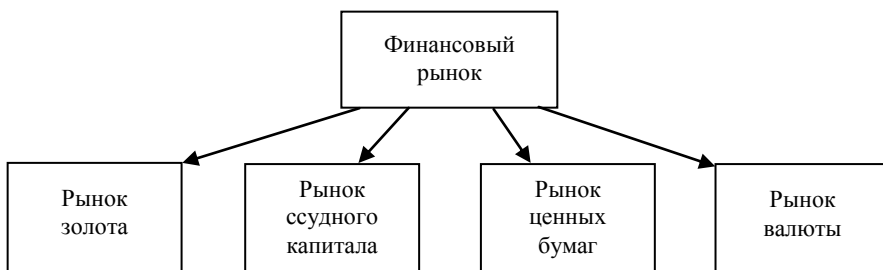 Финансовый
рынок
Рынок
золота
Рынок
ссудного
капитала
Рынок
ценных
бумаг
Рынок
валюты